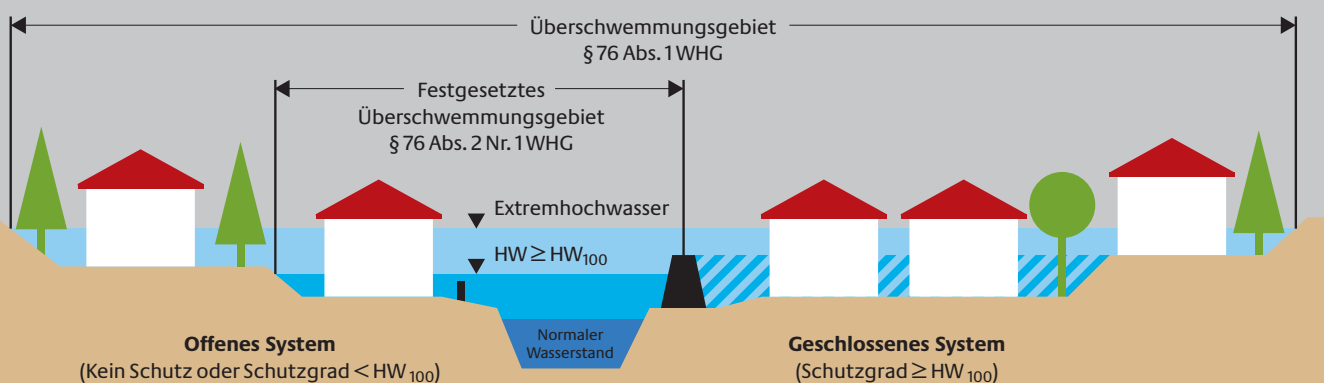 Überschwemmungsgebiet
§ 76 Abs. 1 WHG
Festgesetztes
Überschwemmungsgebiet
§ 76 Abs. 2 Nr. 1 WHG
Extremhochwasser
HW ≥ HW₁₀₀
Normaler
Wasserstand
Offenes System
(Kein Schutz oder Schutzgrad < HW₁₀₀)
Geschlossenes System
(Schutzgrad ≥ HW₁₀₀)